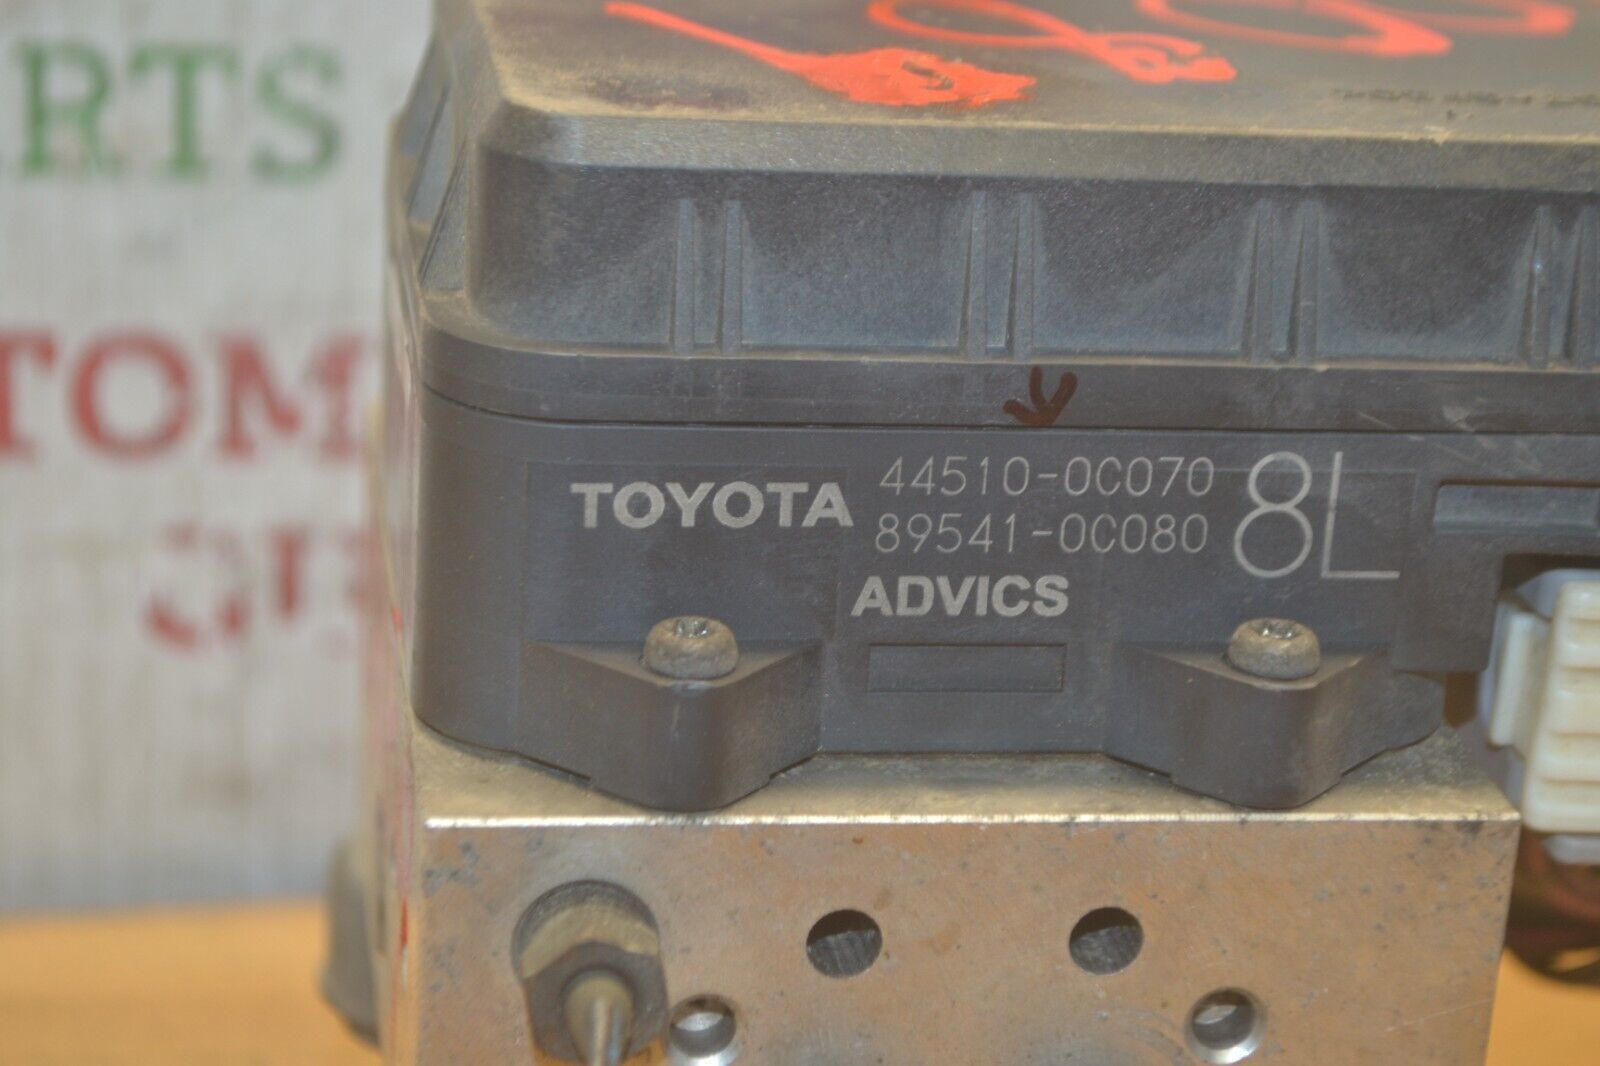 RTS
TOM
TOYOTA 44510-0C070 8L
89541-0C080
ADVICS